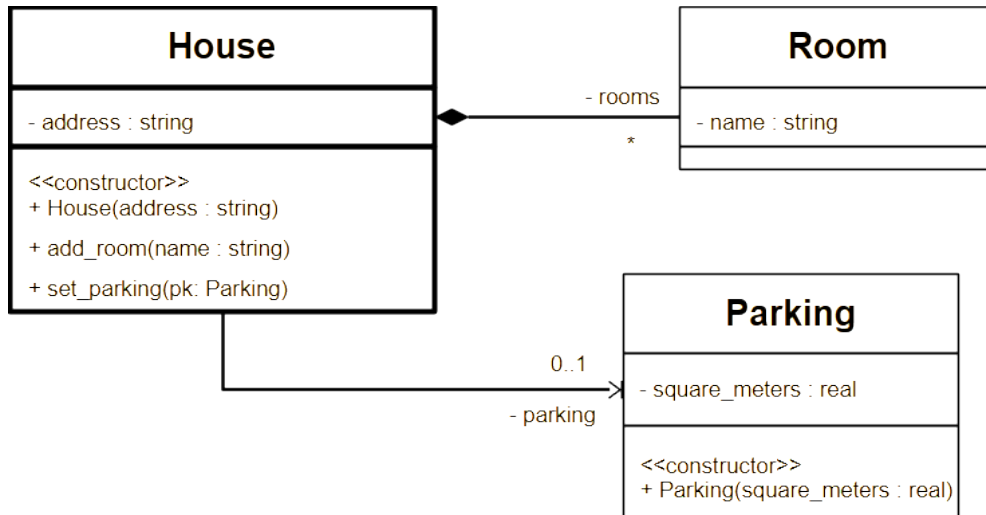 House
- address : string
<<constructor>>
+ House(address : string)
+ add_room(name : string)
+ set_parking(pk: Parking)
- rooms
*
Room
- name : string
0..1
- parking
Parking
- square_meters : real
<<constructor>>
+ Parking(square_meters : real)